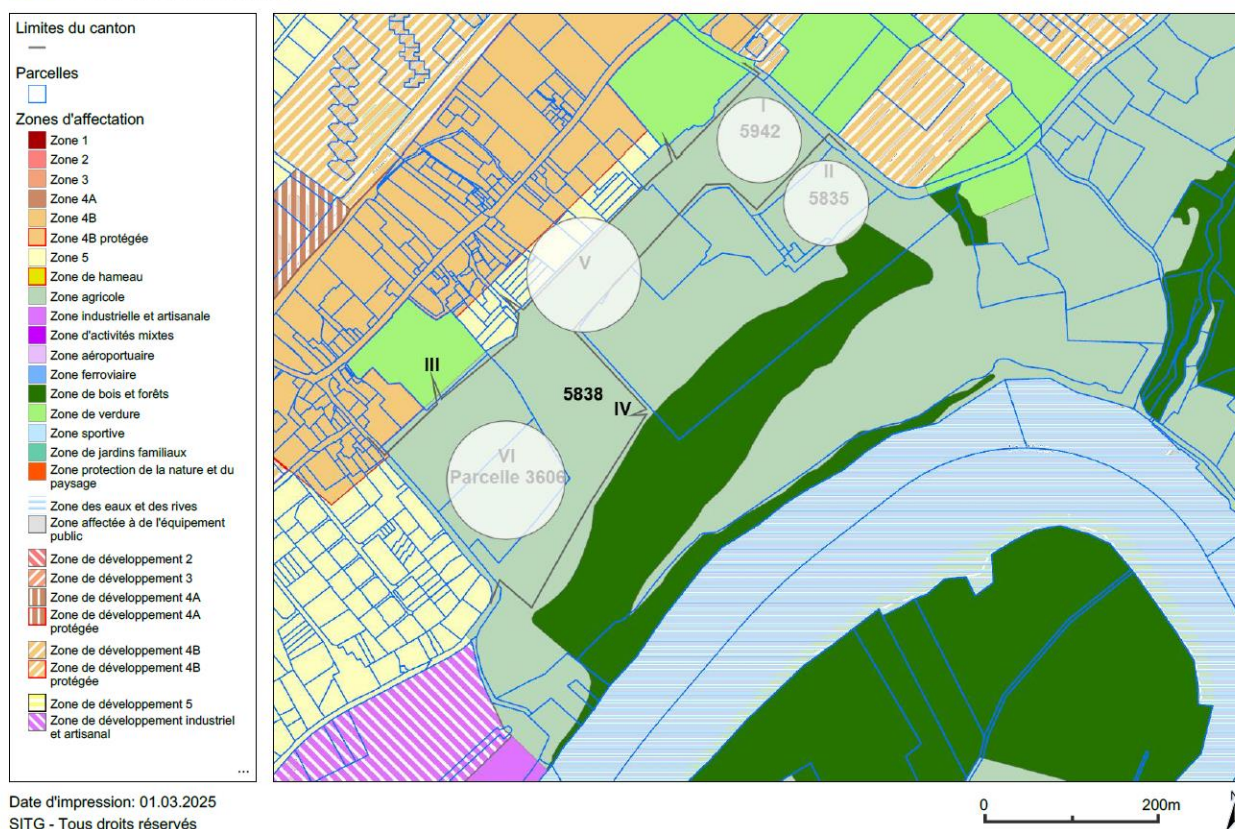 Limites du canton
Parcelles
Zones d'affectation
Zone 1
Zone 2
Zone 3
Zone 4A
Zone 4B
Zone 4B protégée
Zone 5
Zone de hameau
Zone agricole
Zone industrielle et artisanale
Zone d'activités mixtes
Zone aéroportuaire
Zone ferroviaire
Zone de bois et forêts
Zone de verdure
Zone sportive
Zone de jardins familiaux
Zone protection de la nature et du
paysage
Zone des eaux et des rives
Zone affectée à de l'équipement
public
Zone de développement 2
Zone de développement 3
Zone de développement 4A
Zone de développement 4A
protégée
Zone de développement 4B
Zone de développement 4B
protégée
Zone de développement 5
Zone de développement industriel
et artisanal
...
I
5942
II
5835
V
III
5838
IV
VI
Parcelle 3606
Date d'impression: 01.03.2025
SITG - Tous droits réservés
0 200m
N